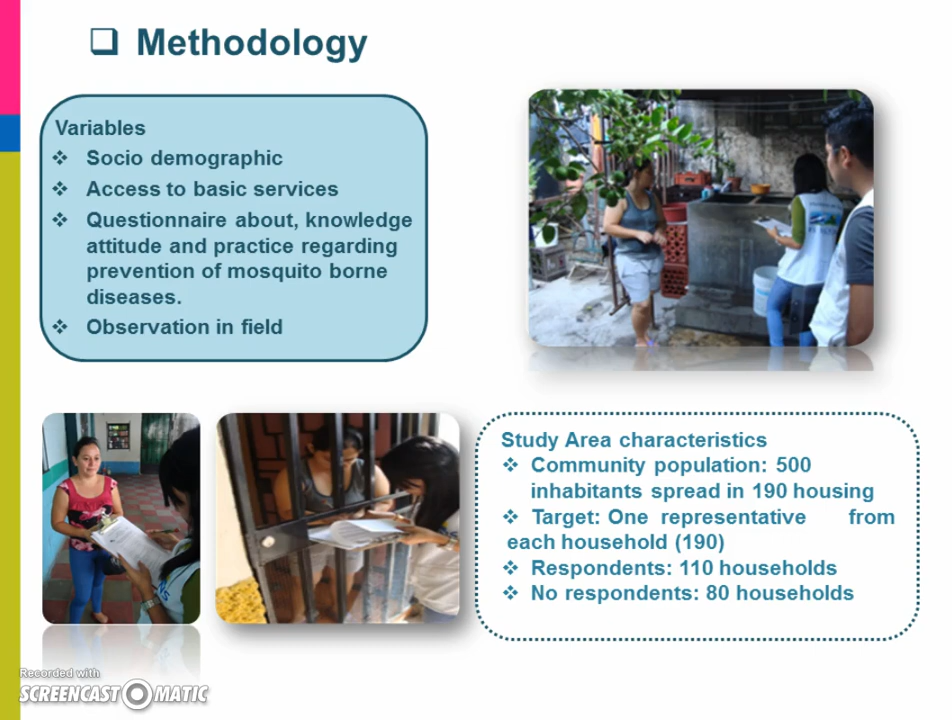 Methodology
Variables
Socio demographic
Access to basic services
Questionnaire about, knowledge
attitude and practice regarding
prevention of mosquito borne
diseases.
Observation in field
Study Area characteristics
Community population: 500
inhabitants spread in 190 housing
Target: One representative from
each household (190)
Respondents: 110 households
No respondents: 80 households
Recorded with
SCREENCAST MATIC